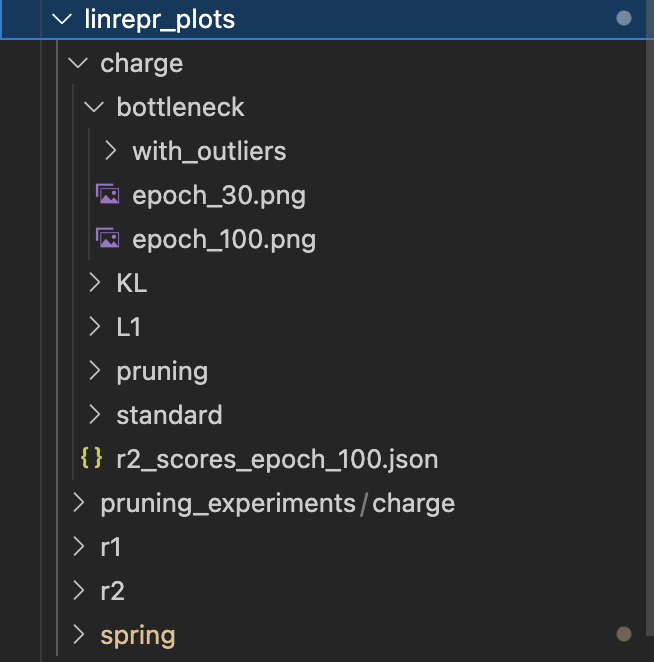 linrepr_plots
charge
bottleneck
with_outliers
epoch_30.png
epoch_100.png
KL
L1
pruning
standard
{} r2_scores_epoch_100.json
pruning_experiments/charge
r1
r2
spring